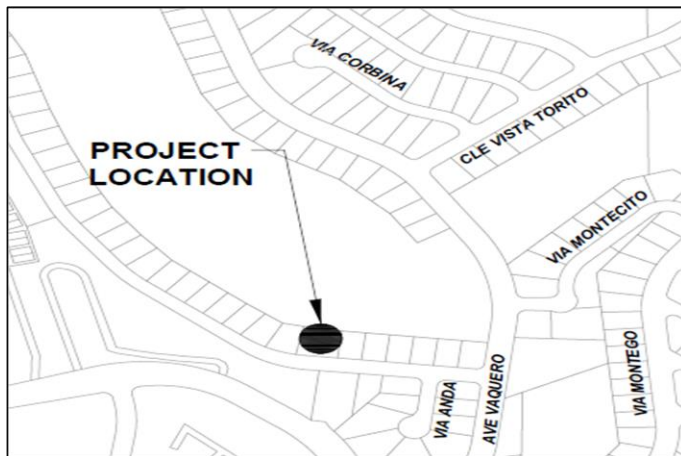 VIA CORBINA
CLE VISTA TORITO
PROJECT
LOCATION
VIA MONTECITO
VIA ANDA
AVE VAQUERO
VIA MONTEGO